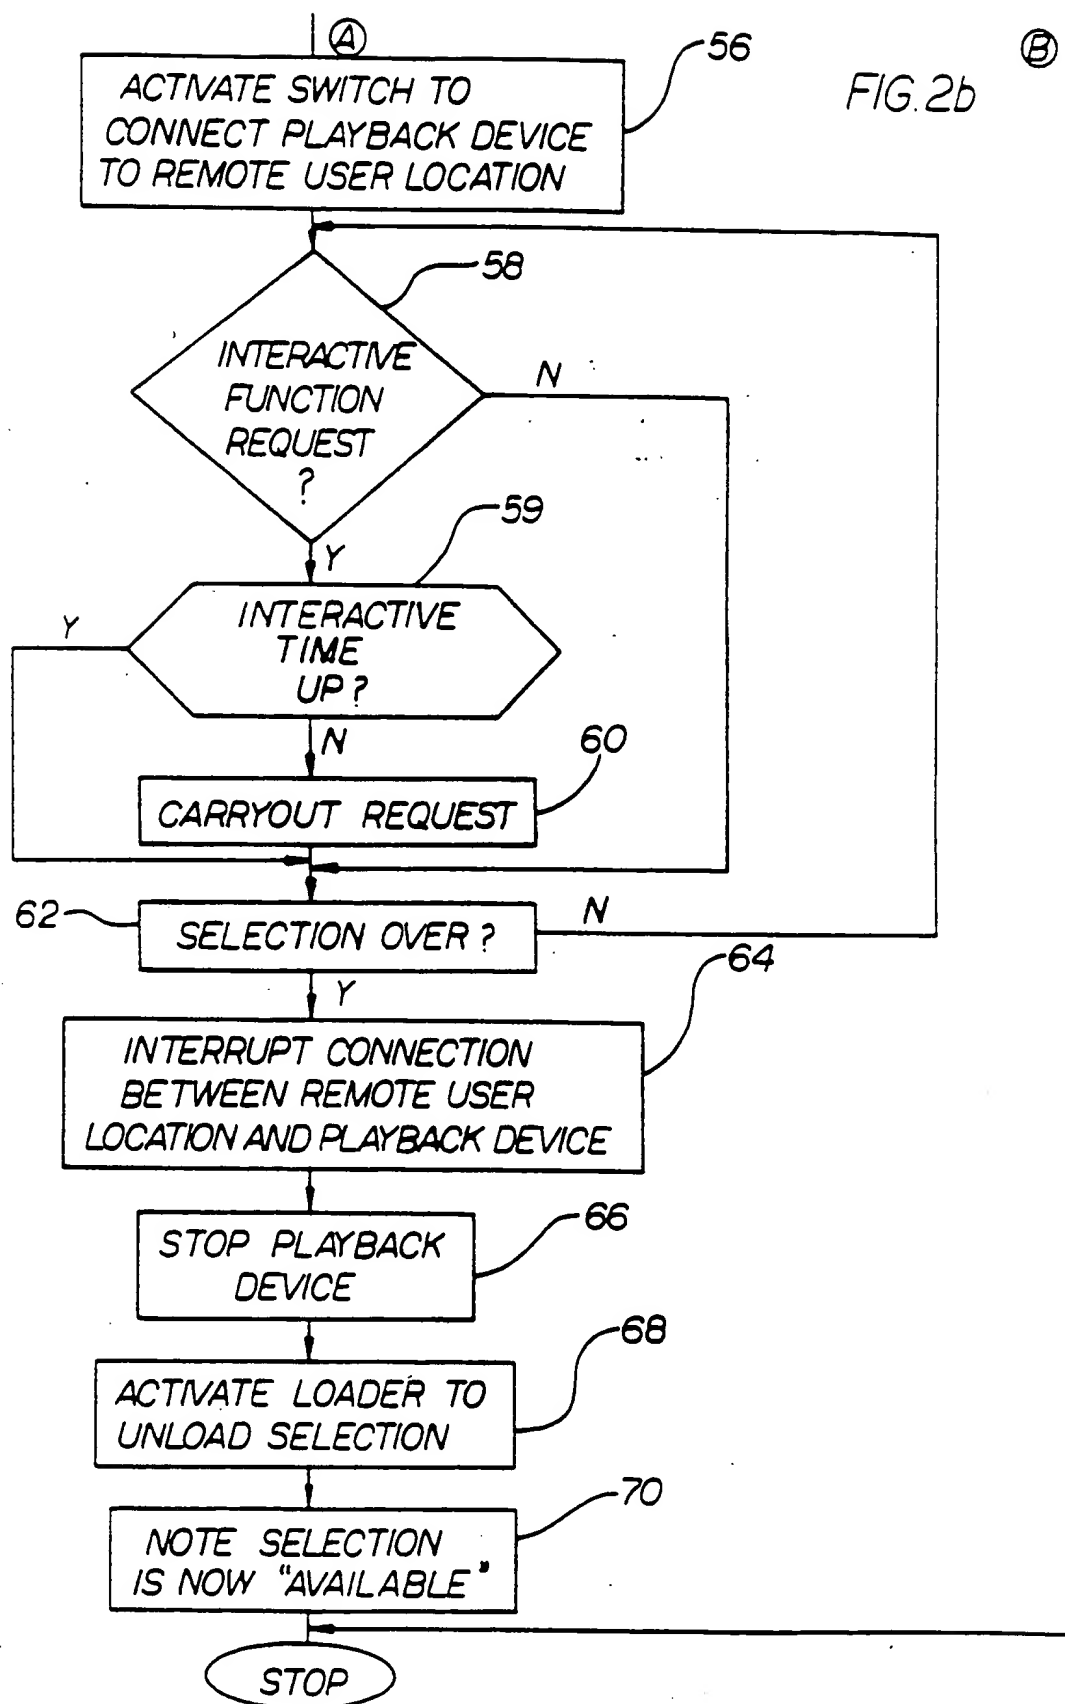 A
B
56
FIG. 2b
ACTIVATE SWITCH TO
CONNECT PLAYBACK DEVICE
TO REMOTE USER LOCATION
58
INTERACTIVE
FUNCTION
REQUEST
?
N
59
Y
INTERACTIVE
TIME
UP?
Y
N
60
CARRYOUT REQUEST
62
SELECTION OVER?
N
64
Y
INTERRUPT CONNECTION
BETWEEN REMOTE USER
LOCATION AND PLAYBACK DEVICE
66
STOP PLAYBACK
DEVICE
68
ACTIVATE LOADER TO
UNLOAD SELECTION
70
NOTE SELECTION
IS NOW "AVAILABLE"
STOP